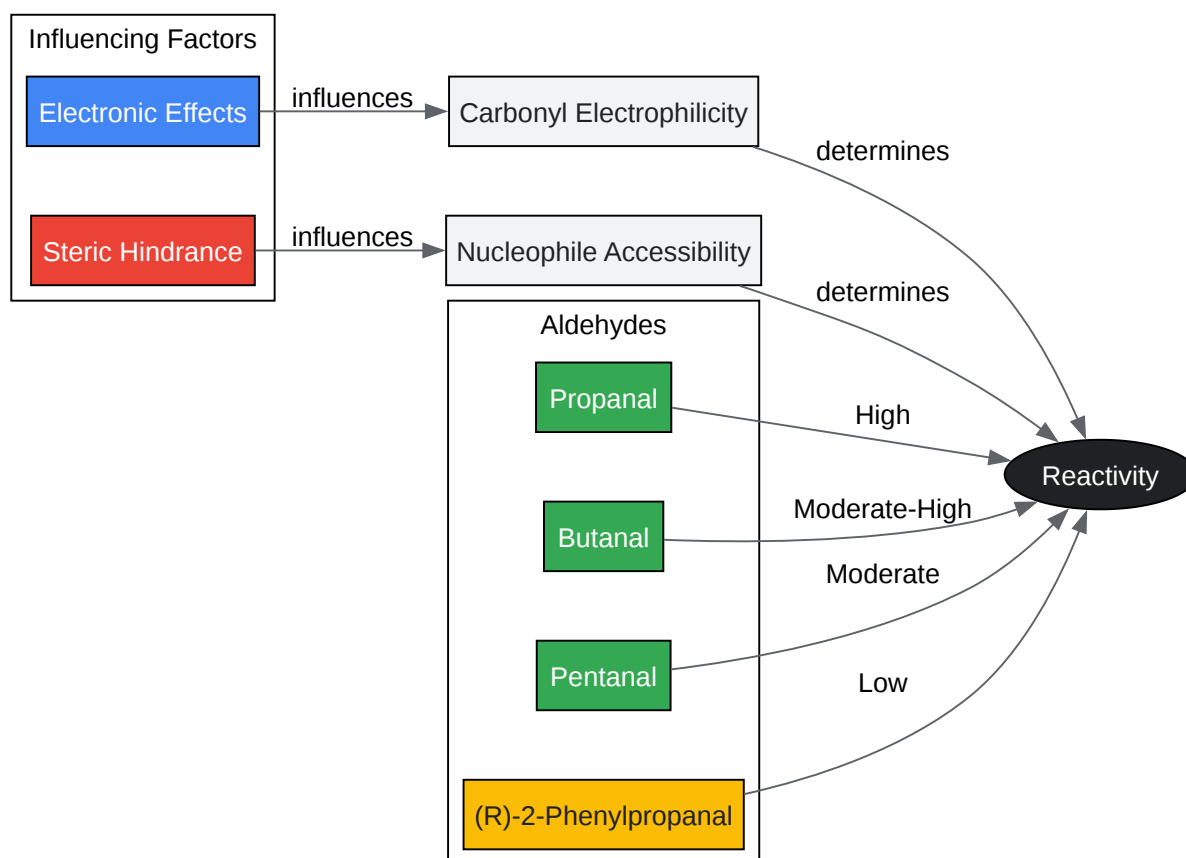 Influencing Factors
Electronic Effects
influences
Carbonyl Electrophilicity
determines
Steric Hindrance
influences
Nucleophile Accessibility
determines
Aldehydes
Propanal
High
Reactivity
Butanal
Moderate-High
Moderate
Pentanal
Low
(R)-2-Phenylpropanal